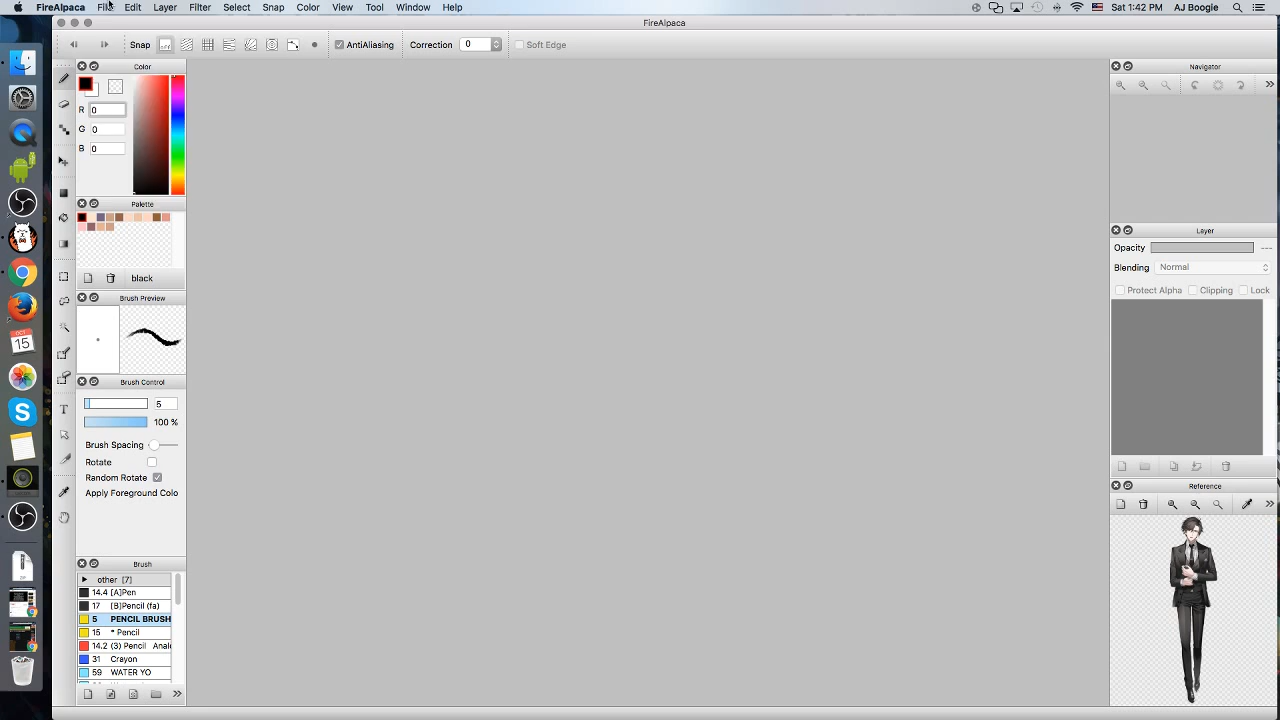 FireAlpaca File Edit Layer Filter Select Snap Color View Tool Window Help Sat 1:42 PM AJ Boogie
FireAlpaca
Snap OFF AntiAliasing Correction 0 Soft Edge
Color
R 0
G 0
B 0
Palette
black
Brush Preview
Brush Control
5
100 %
Brush Spacing
Rotate
Random Rotate
Apply Foreground Colo
Brush
other [7]
14.4 [A]Pen
17 (B)Pencil (fa)
5 PENCIL BRUSH
15 * Pencil
14.2 (3) Pencil Anal
31 Crayon
59 WATER YO
Navigator
Layer
Opacity ---
Blending Normal
Protect Alpha Clipping Lock
Reference
OCT
15